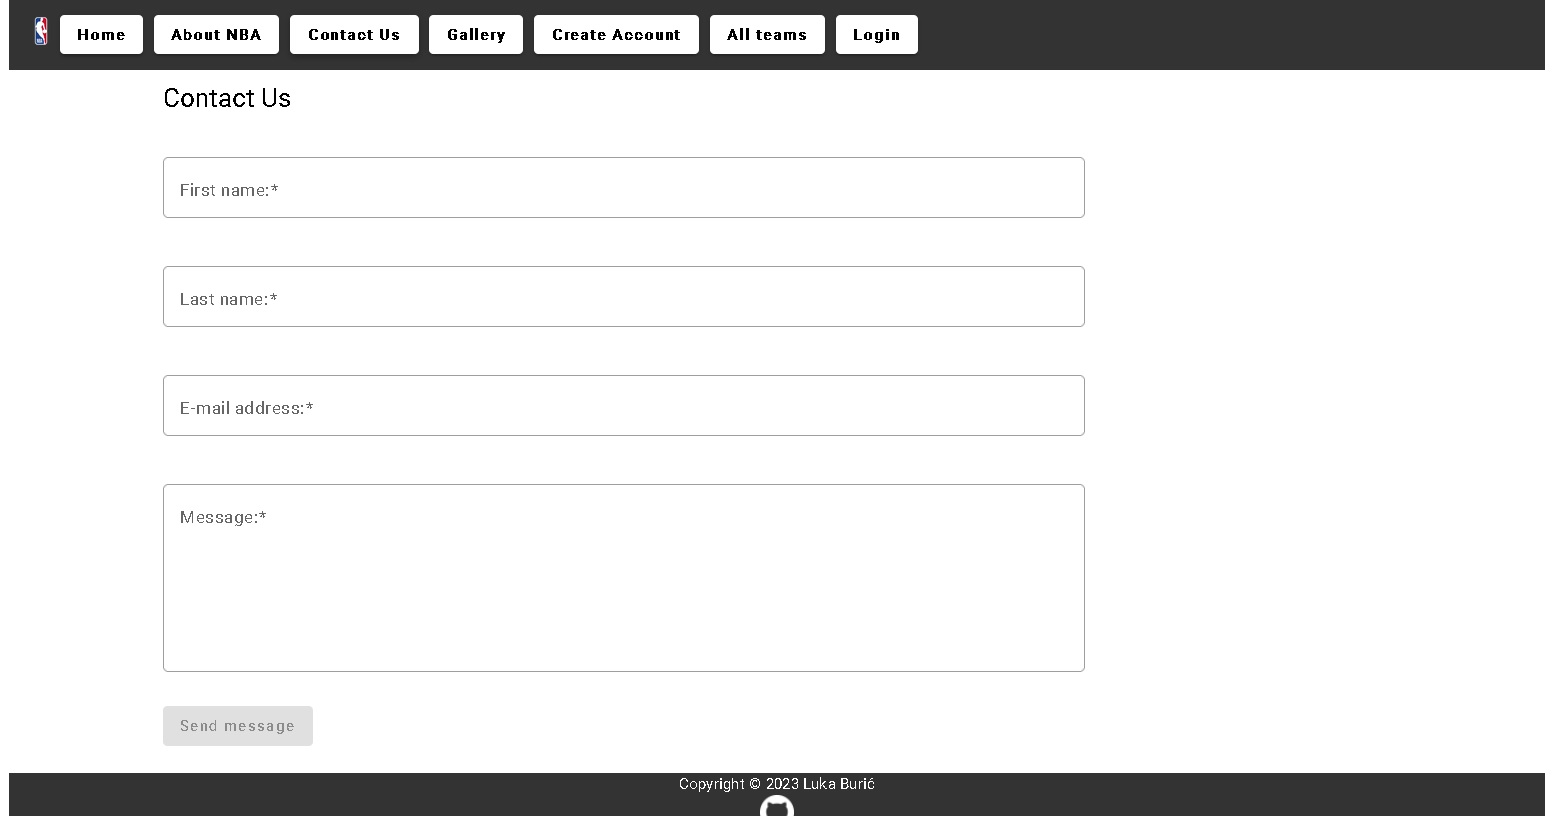 Home About NBA Contact Us Gallery Create Account All teams Login
Contact Us
First name:*
Last name:*
E-mail address:*
Message:*
Send message
Copyright © 2023 Luka Burić